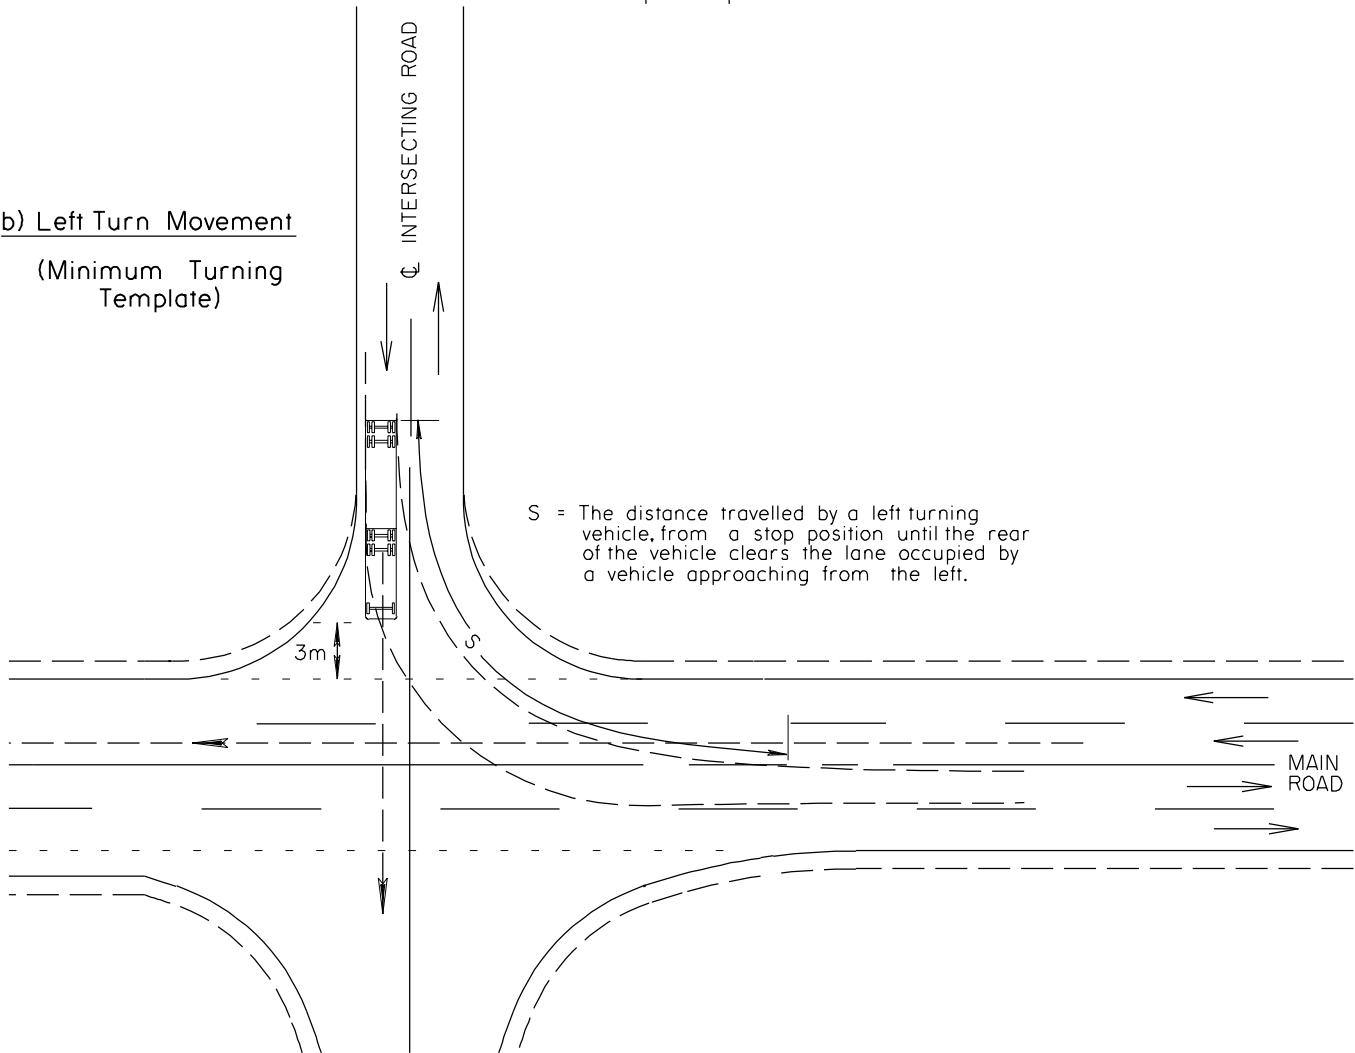 ℄ INTERSECTING ROAD
b) Left Turn Movement
(Minimum Turning
Template)
S = The distance travelled by a left turning
vehicle, from a stop position until the rear
of the vehicle clears the lane occupied by
a vehicle approaching from the left.
S
3m
MAIN
ROAD